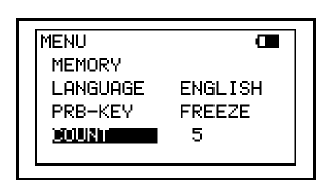 MENU
MEMORY
LANGUAGE ENGLISH
PRB-KEY FREEZE
COUNT 5